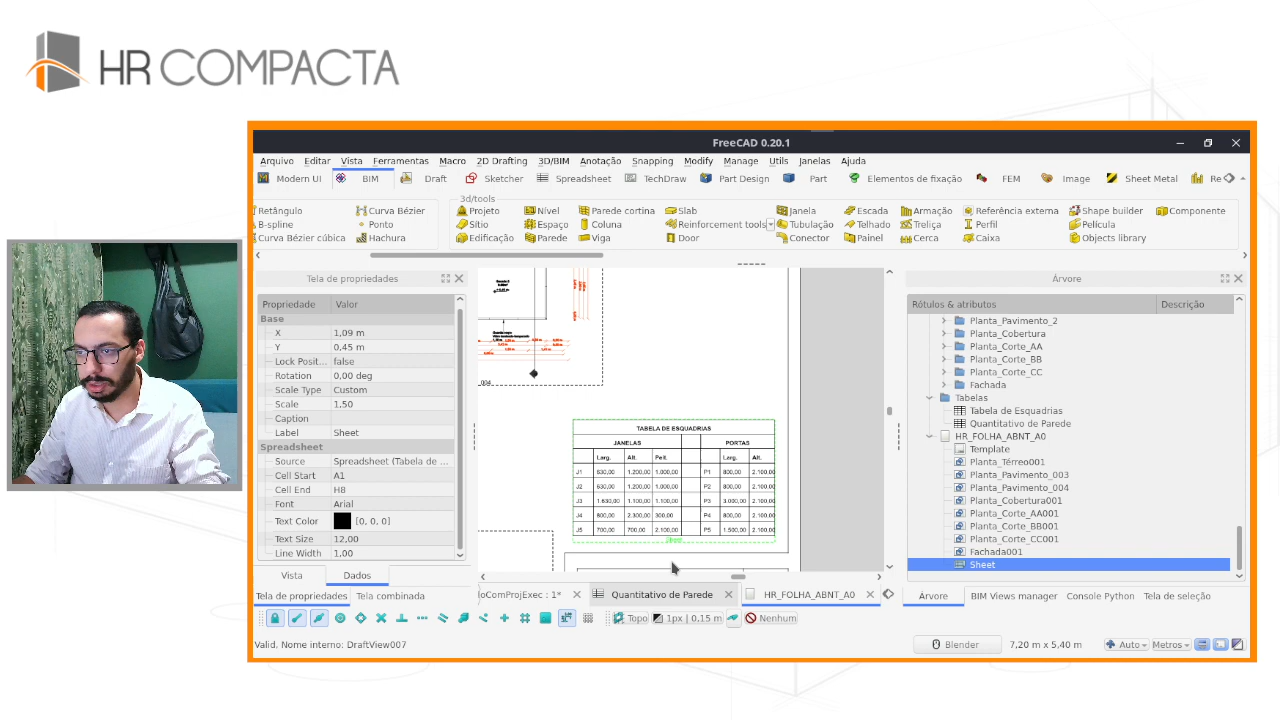 HR COMPACTA
FreeCAD 0.20.1
Arquivo Editar Vista Ferramentas Macro 2D Drafting 3D/BIM Anotação Snapping Modify Manage Utils Janelas Ajuda
Modern UI BIM Draft Sketcher Spreadsheet TechDraw Part Design Part Elementos de fixação FEM Image Sheet Metal Re
3d/tools
Retângulo Curva Bézier Projeto Nível Parede cortina Slab Janela Escada Armação Referência externa Shape builder Componente
B-spline Ponto Sítio Espaço Coluna Reinforcement tools Tubulação Telhado Treliça Perfil Película
Curva Bézier cúbica Hachura Edificação Parede Viga Door Conector Painel Cerca Caixa Objects library
Tela de propriedades
Propriedade Valor
Base
X 1,09 m
Y 0,45 m
Lock Posit... false
Rotation 0,00 deg
Scale Type Custom
Scale 1,50
Caption
Label Sheet
Spreadsheet
Source Spreadsheet (Tabela de ...
Cell Start A1
Cell End H8
Font Arial
Text Color [0, 0, 0]
Text Size 12,00
Line Width 1,00
Vista Dados
Tela de propriedades Tela combinada
004
TABELA DE ESQUADRIAS
JANELAS PORTAS
Larg. Alt. Peit. Larg. Alt.
J1 630,00 1.200,00 1.000,00 P1 800,00 2.100,00
J2 630,00 1.200,00 1.000,00 P2 800,00 2.100,00
J3 1.630,00 1.100,00 1.100,00 P3 3.000,00 2.100,00
J4 800,00 2.300,00 300,00 P4 800,00 2.100,00
J5 700,00 700,00 2.100,00 P5 1.500,00 2.100,00
Sheet
oComProjExec : 1* Quantitativo de Parede HR_FOLHA_ABNT_A0
Árvore
Rótulos & atributos Descrição
Planta_Pavimento_2
Planta_Cobertura
Planta_Corte_AA
Planta_Corte_BB
Planta_Corte_CC
Fachada
Tabelas
Tabela de Esquadrias
Quantitativo de Parede
HR_FOLHA_ABNT_A0
Template
Planta_Térreo001
Planta_Pavimento_003
Planta_Pavimento_004
Planta_Cobertura001
Planta_Corte_AA001
Planta_Corte_BB001
Planta_Corte_CC001
Fachada001
Sheet
Árvore BIM Views manager Console Python Tela de seleção
Topo 1px | 0,15 m Nenhum
Valid, Nome interno: DraftView007 Blender 7,20 m x 5,40 m Auto Metros